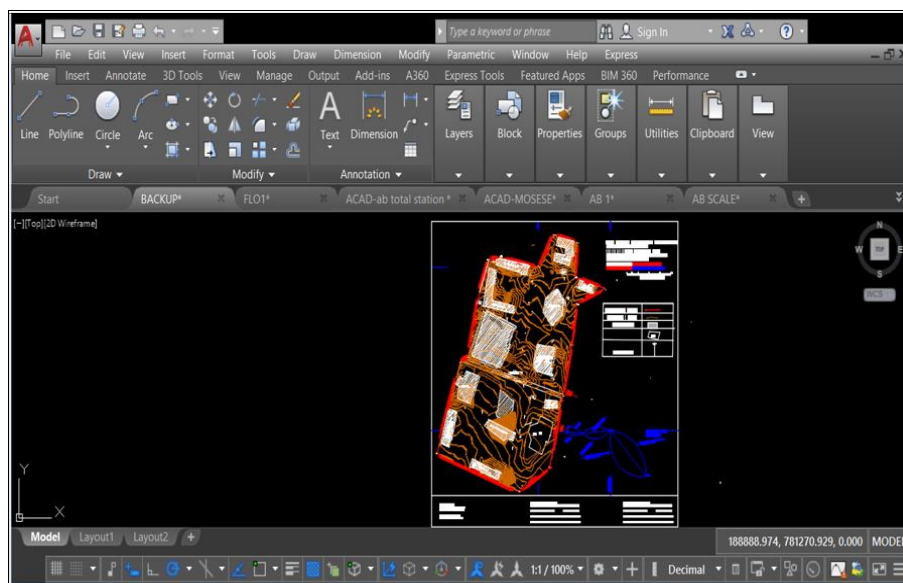 A Type a keyword or phrase Sign In ?
File Edit View Insert Format Tools Draw Dimension Modify Parametric Window Help Express
Home Insert Annotate 3D Tools View Manage Output Add-ins A360 Express Tools Featured Apps BIM 360 Performance
A
Line Polyline Circle Arc Text Dimension Layers Block Properties Groups Utilities Clipboard View
Draw Modify Annotation
Start BACKUP* FLO1* ACAD-ab total station * ACAD-MOSESE* AB 1* AB SCALE*
[–][Top][2D Wireframe]
N
W TOP E
S
WCS
Y
X
Model Layout1 Layout2 + 188888.974, 781270.929, 0.000 MODEL
1:1 / 100% Decimal